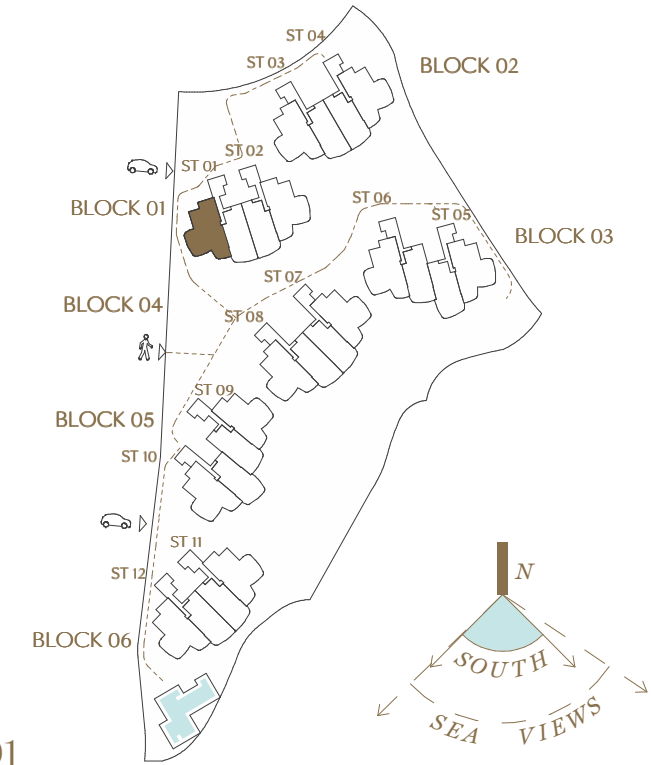 ST 04
BLOCK 02
ST 03
ST 02
ST 01
BLOCK 01
ST 06
ST 05
BLOCK 03
ST 07
BLOCK 04
ST 08
ST 09
BLOCK 05
ST 10
ST 11
ST 12
BLOCK 06
N
SOUTH
SEA VIEWS
01